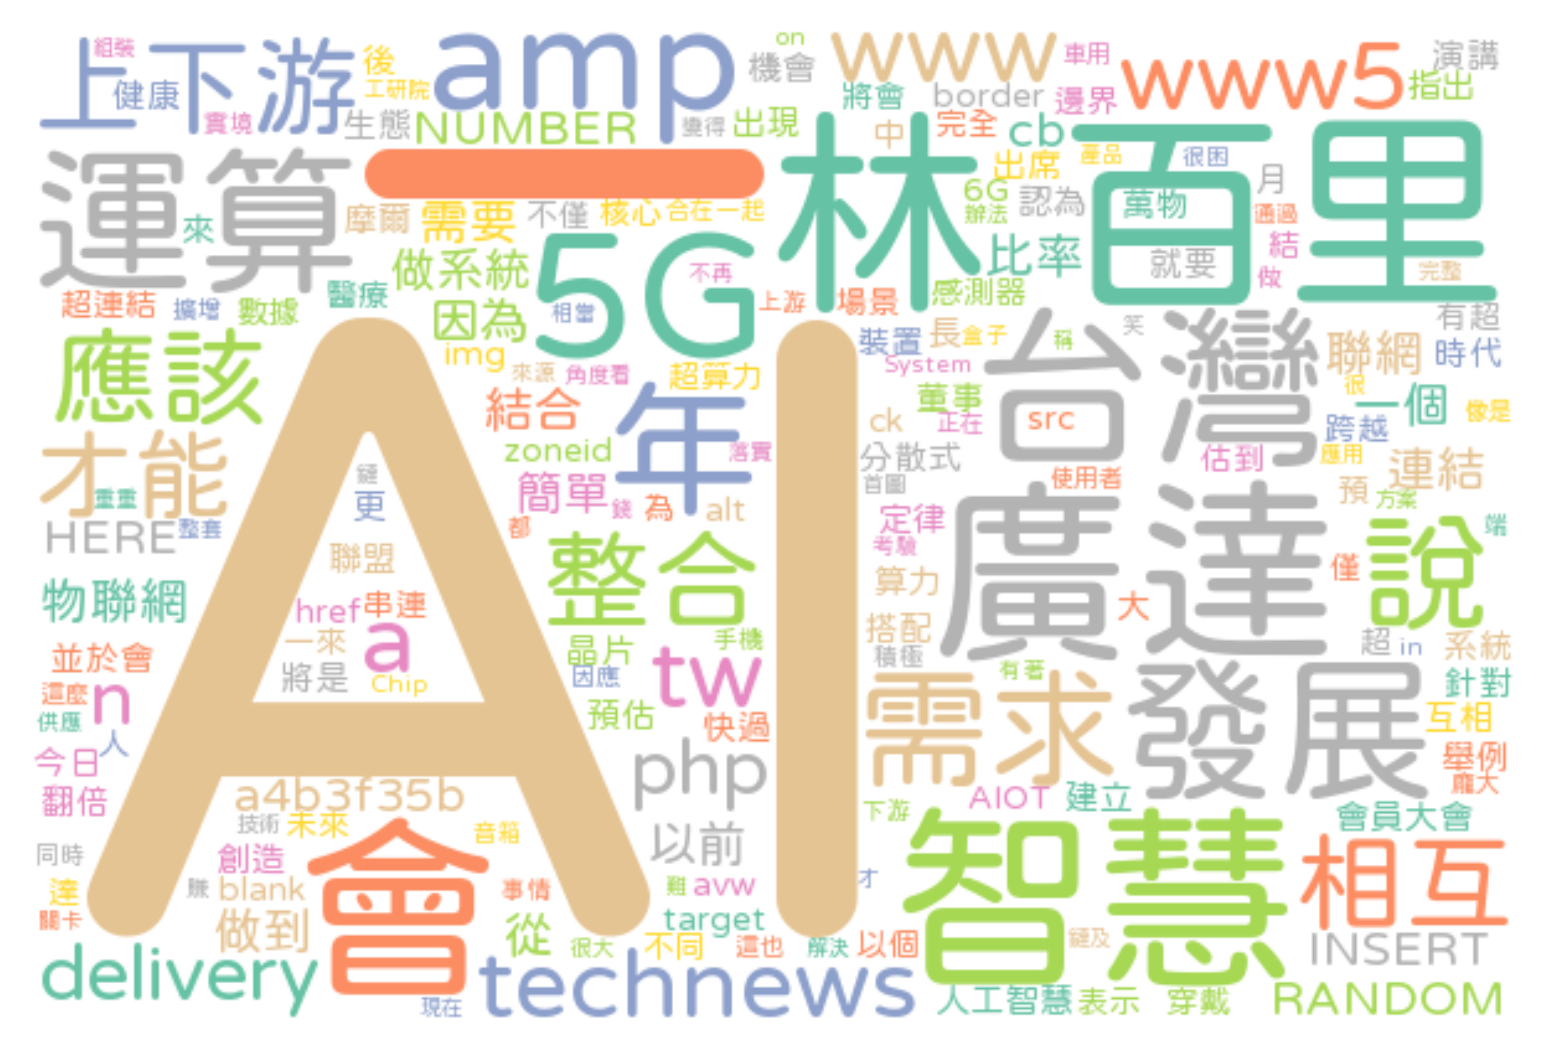 組裝
上下游
健康
實境
後
工研院
生態
amp
NUMBER
變得
出現
on
機會
www
車用
將會
border
邊界
www5
演講
指出
中
完全
cb
運算
一
林百里
出席
產品
很困
6G
辦法
認為
月
萬物
通過
結
就要
做
完整
來
摩爾
需要
不僅
核心
合在一起
做系統
5G
不再
比率
超連結
擴增
數據
醫療
因為
相當
上游
場景
感測器
有超
應該
img
來源
角度看
超算力
裝置
長
盒子
System
稱
笑
台灣
聯網
時代
很
一個
像是
結合
年
董事
ck
正在
src
跨越
才能
重重
鏈
更
zoneid
落實
分散式
首圖
使用者
估到
應用
連結
預
方案
HERE
整套
簡單
錢
為
alt
都
定律
考驗
廣達
說
端
僅
AI
聯盟
整合
算力
物聯網
href
串連
一來
a
將是
Chip
晶片
手機
因應
搭配
積極
大
超
in
系統
並於會
這麼
n
供應
人
tw
預估
快過
有著
需求
發展
針對
互相
今日
翻倍
php
AIOT
建立
舉例
龐大
a4b3f35b
技術
未來
音箱
以前
下游
智慧
會員大會
相互
同時
創造
會
達
賺
blank
關卡
做到
事情
難
avw
才
target
從
很大
不同
這也
解決
以個
鏈及
INSERT
delivery
現在
technews
人工智慧
表示
穿戴
RANDOM